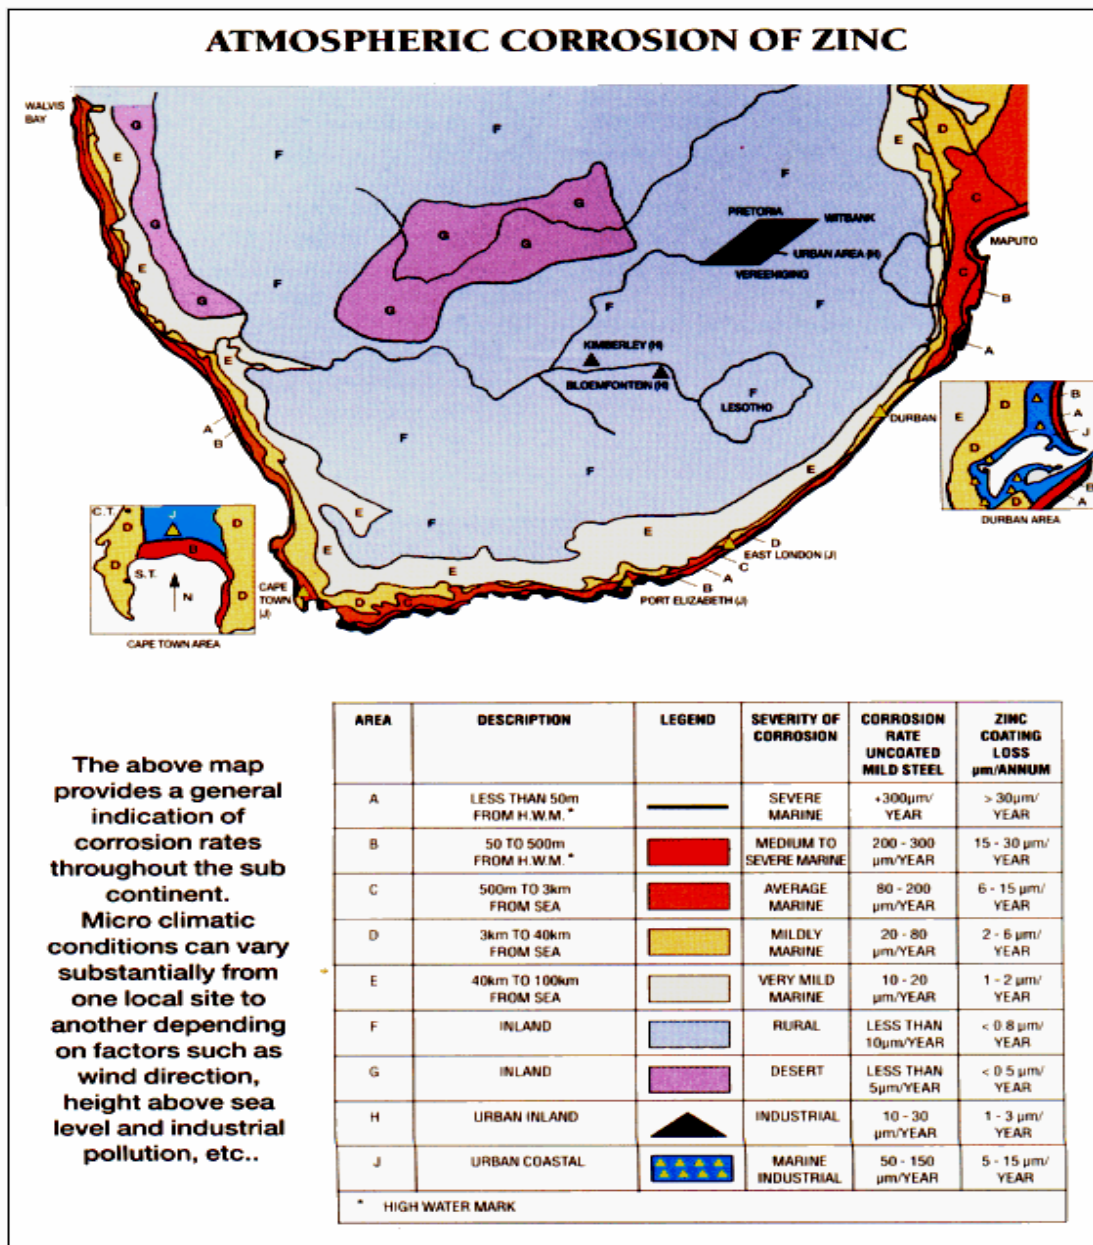 ATMOSPHERIC CORROSION OF ZINC
WALVIS
BAY
G
F
F
E
D
E
F
G
C
PRETORIA
WITBANK
MAPUTO
G
G
G
URBAN AREA (H)
VEREENIGING
C
E
F
B
G
G
F
F
KIMBERLEY (H)
A
E
BLOEMFONTEIN (H)
F
LESOTHO
DURBAN
A
B
F
E
D
B
A
J
E
D
B
A
D
DURBAN AREA
F
E
E
F
C.T.
J
D
D
B
D
S.T.
N
D
CAPE TOWN AREA
E
E
D
EAST LONDON (J)
C
A
B
PORT ELIZABETH (J)
CAPE
TOWN
(J)
D
C
The above map
provides a general
indication of
corrosion rates
throughout the sub
continent.
Micro climatic
conditions can vary
substantially from
one local site to
another depending
on factors such as
wind direction,
height above sea
level and industrial
pollution, etc..
AREA DESCRIPTION LEGEND SEVERITY OF CORROSION CORROSION RATE UNCOATED MILD STEEL ZINC COATING LOSS µm/ANNUM
A LESS THAN 50m FROM H.W.M.* SEVERE MARINE +300µm/ YEAR > 30µm/ YEAR
B 50 TO 500m FROM H.W.M.* MEDIUM TO SEVERE MARINE 200 - 300 µm/YEAR 15 - 30 µm/ YEAR
C 500m TO 3km FROM SEA AVERAGE MARINE 80 - 200 µm/YEAR 6 - 15 µm/ YEAR
D 3km TO 40km FROM SEA MILDLY MARINE 20 - 80 µm/YEAR 2 - 6 µm/ YEAR
E 40km TO 100km FROM SEA VERY MILD MARINE 10 - 20 µm/YEAR 1 - 2 µm/ YEAR
F INLAND RURAL LESS THAN 10µm/YEAR < 0 8 µm/ YEAR
G INLAND DESERT LESS THAN 5µm/YEAR < 0 5 µm/ YEAR
H URBAN INLAND INDUSTRIAL 10 - 30 µm/YEAR 1 - 3 µm/ YEAR
J URBAN COASTAL MARINE INDUSTRIAL 50 - 150 µm/YEAR 5 - 15 µm/ YEAR
* HIGH WATER MARK